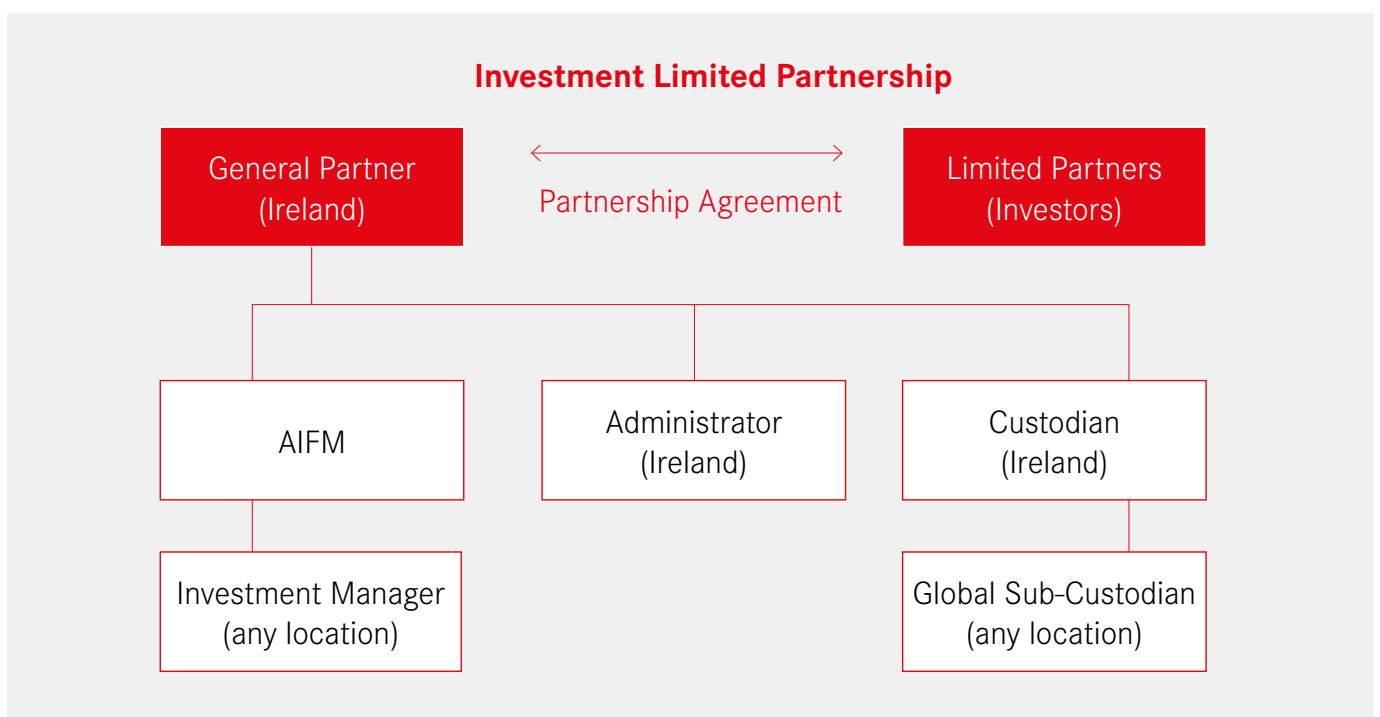 Investment Limited Partnership
General Partner
(Ireland)
Partnership Agreement
Limited Partners
(Investors)
AIFM
Administrator
(Ireland)
Custodian
(Ireland)
Investment Manager
(any location)
Global Sub-Custodian
(any location)